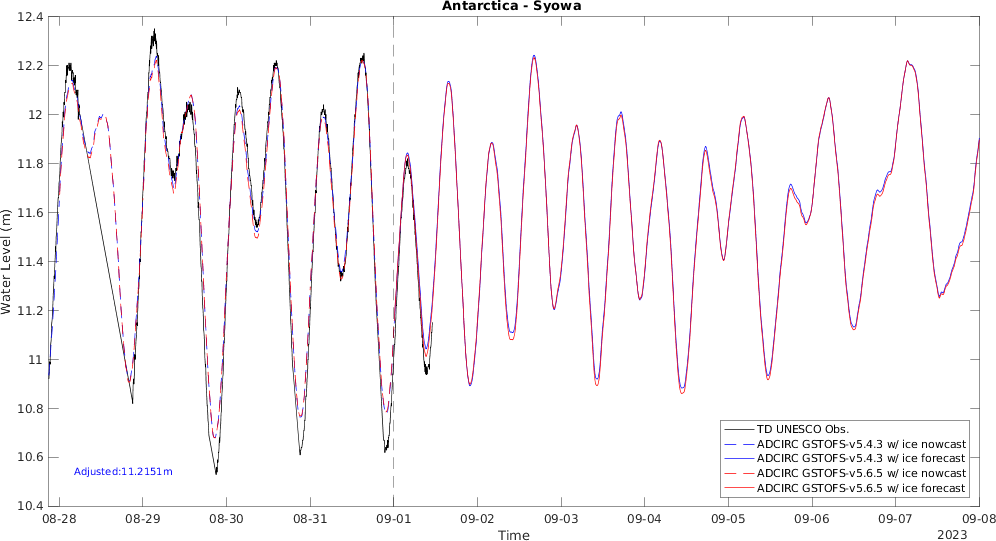 Antarctica - Syowa
12.4
12.2
12
11.8
11.6
11.4
11.2
11
10.8
10.6
10.4
Water Level (m)
Adjusted:11.2151m
TD UNESCO Obs.
ADCIRC GSTOFS-v5.4.3 w/ ice nowcast
ADCIRC GSTOFS-v5.4.3 w/ ice forecast
ADCIRC GSTOFS-v5.6.5 w/ ice nowcast
ADCIRC GSTOFS-v5.6.5 w/ ice forecast
08-28 08-29 08-30 08-31 09-01 09-02 09-03 09-04 09-05 09-06 09-07 09-08
Time
2023